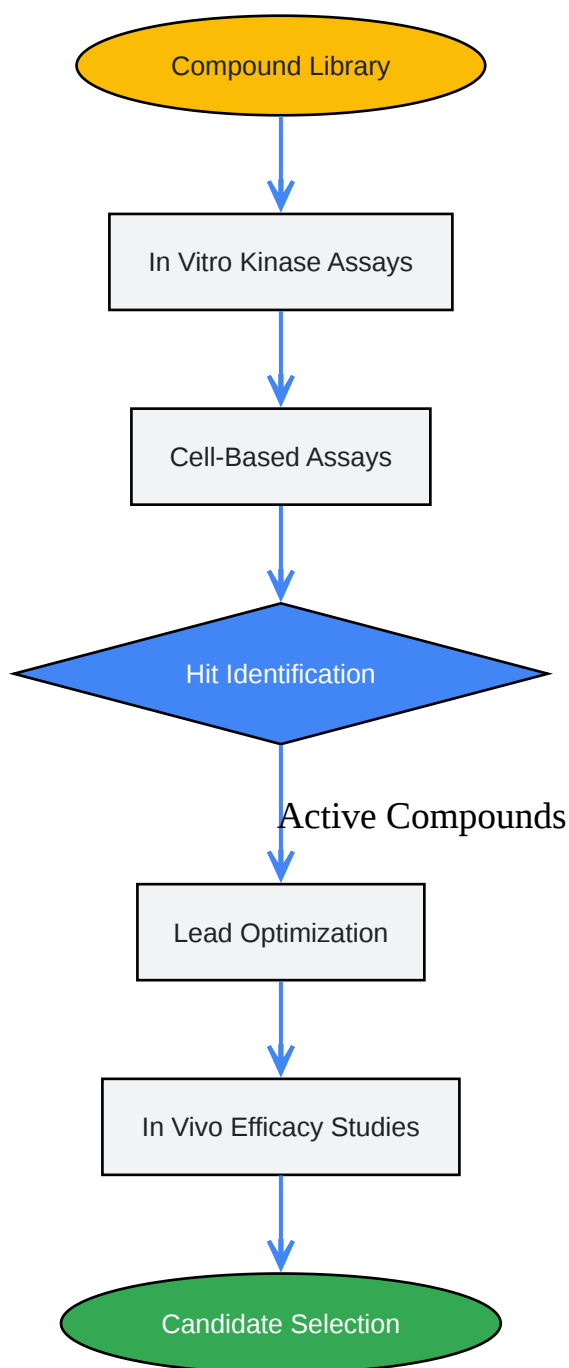 Compound Library
In Vitro Kinase Assays
Cell-Based Assays
Hit Identification
Active Compounds
Lead Optimization
In Vivo Efficacy Studies
Candidate Selection